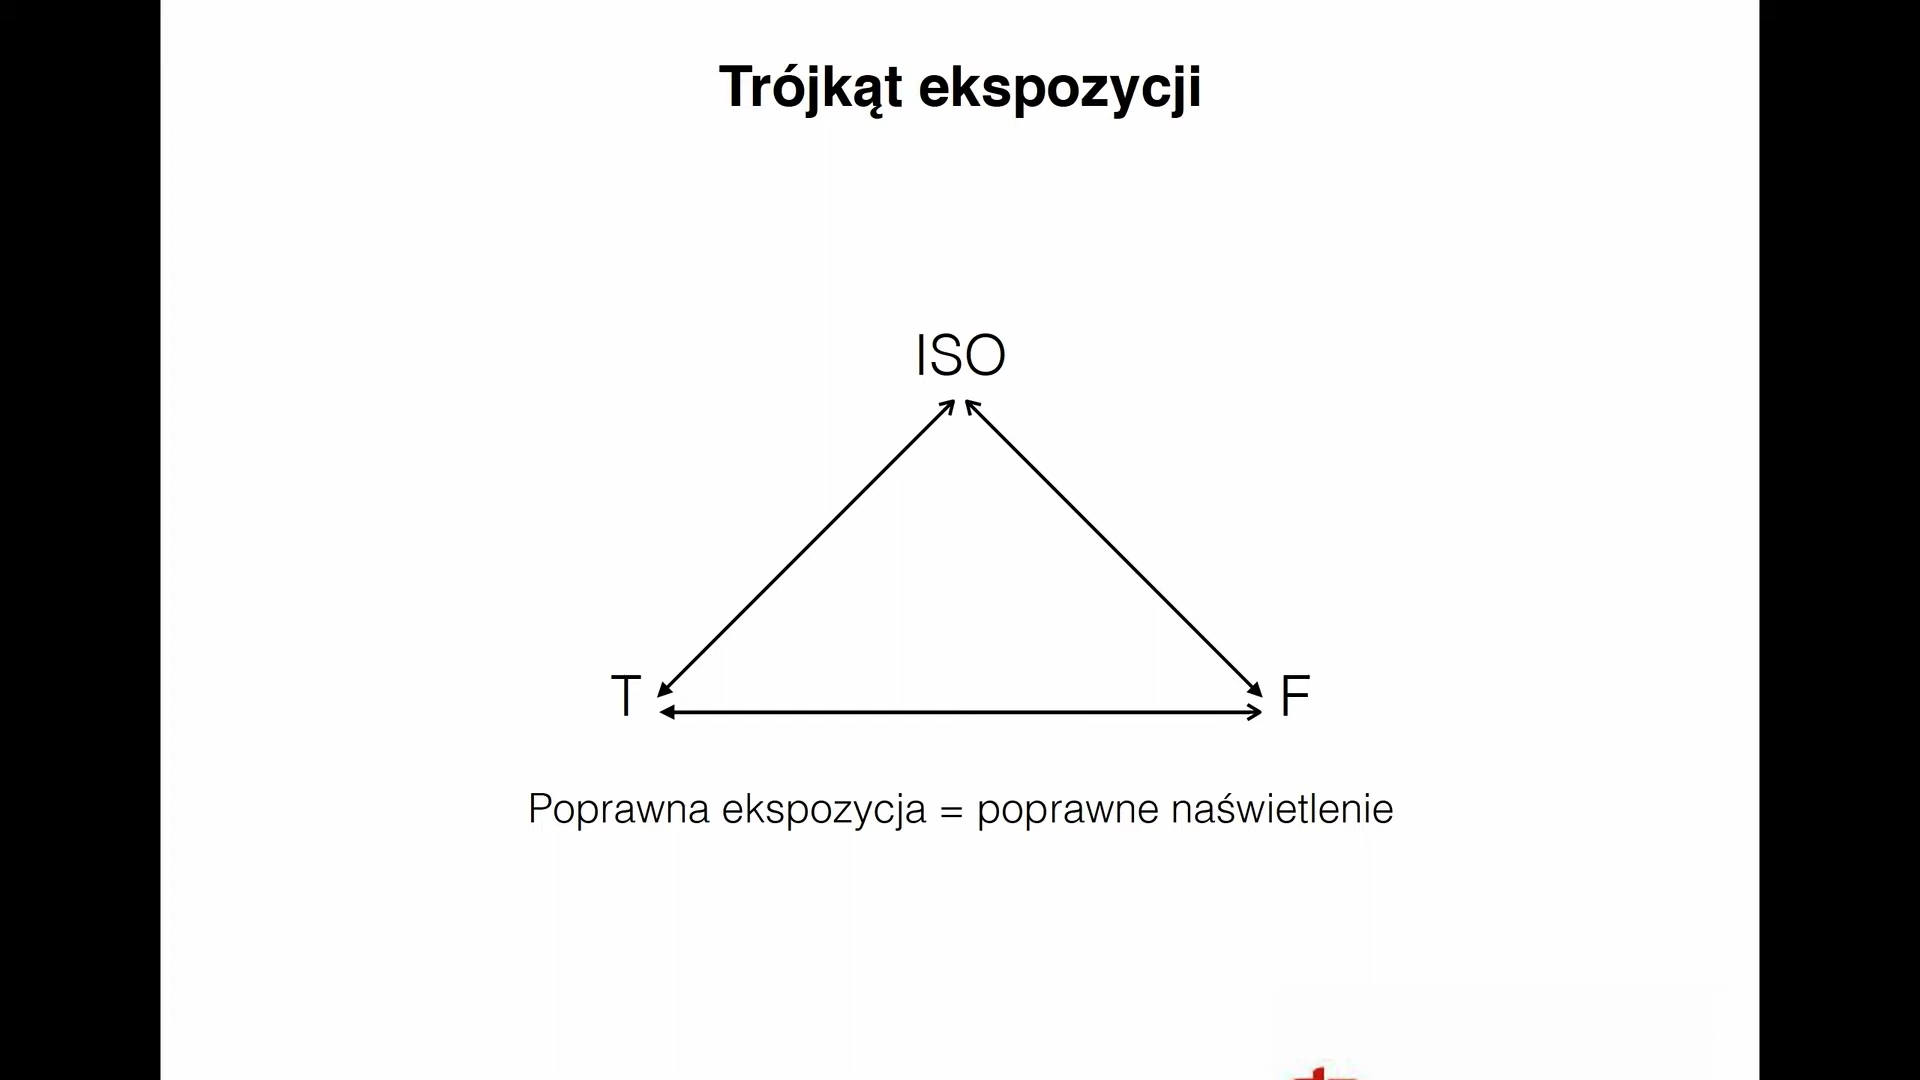 Trójkąt ekspozycji
ISO
T
F
Poprawna ekspozycja = poprawne naświetlenie